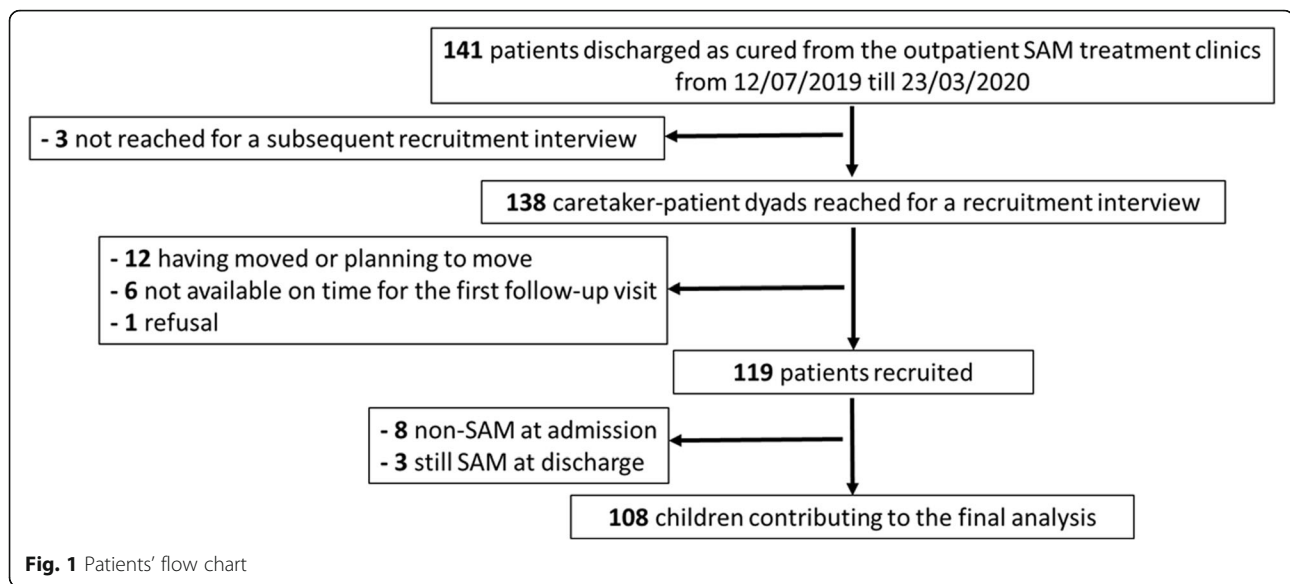 141 patients discharged as cured from the outpatient SAM treatment clinics
from 12/07/2019 till 23/03/2020
- 3 not reached for a subsequent recruitment interview
138 caretaker-patient dyads reached for a recruitment interview
- 12 having moved or planning to move
- 6 not available on time for the first follow-up visit
- 1 refusal
119 patients recruited
- 8 non-SAM at admission
- 3 still SAM at discharge
108 children contributing to the final analysis
Fig. 1 Patients’ flow chart